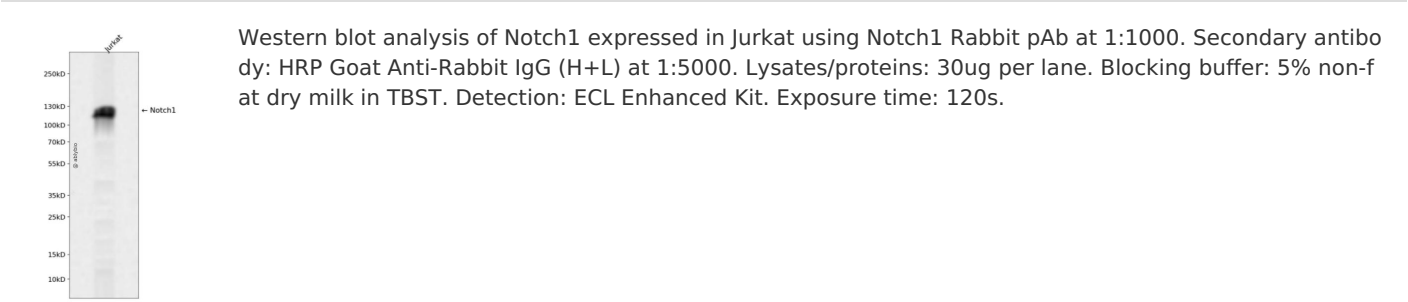 Jurkat
Western blot analysis of Notch1 expressed in Jurkat using Notch1 Rabbit pAb at 1:1000. Secondary antibo
dy: HRP Goat Anti-Rabbit IgG (H+L) at 1:5000. Lysates/proteins: 30ug per lane. Blocking buffer: 5% non-f
at dry milk in TBST. Detection: ECL Enhanced Kit. Exposure time: 120s.
250kD
130kD
← Notch1
100kD
70kD
55kD
@ ablybio
35kD
25kD
15kD
10kD